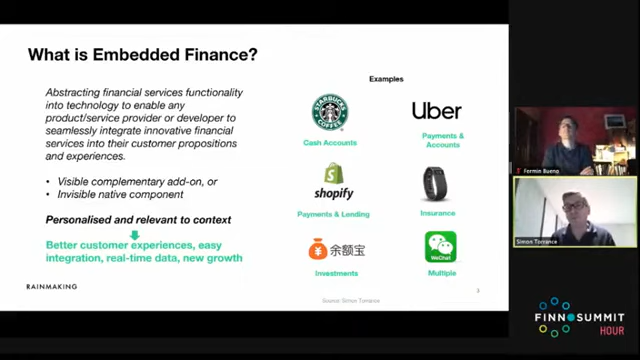 What is Embedded Finance?
Abstracting financial services functionality
into technology to enable any
product/service provider or developer to
seamlessly integrate innovative financial
services into their customer propositions
and experiences.
• Visible complementary add-on, or
• Invisible native component
Personalised and relevant to context
Better customer experiences, easy
integration, real-time data, new growth
RAINMAKING
Examples
STARBUCKS
COFFEE
Cash Accounts
Uber
Payments &
Accounts
shopify
Payments & Lending
Insurance
余额宝
Investments
WeChat
Multiple
Source: Simon Torrance
3
Fermin Bueno
Simon Torrance
FINNOSUMMIT
HOUR